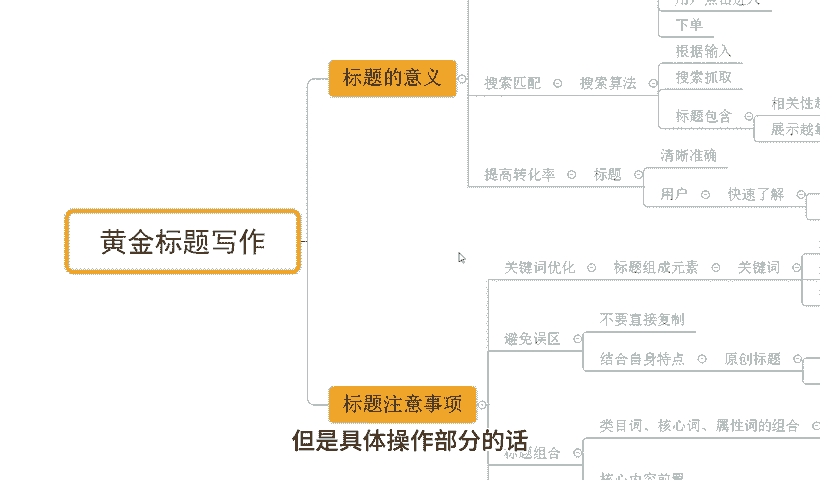 用户点击进入
下单
标题的意义
搜索匹配
搜索算法
根据输入
搜索抓取
标题包含
相关性越
展示越靠
提高转化率
标题
清晰准确
用户
快速了解
黄金标题写作
关键词优化
标题组成元素
关键词
避免误区
不要直接复制
结合自身特点
原创标题
标题注意事项
但是具体操作部分的话
标题组合
类目词、核心词、属性词的组合
核心内容前置